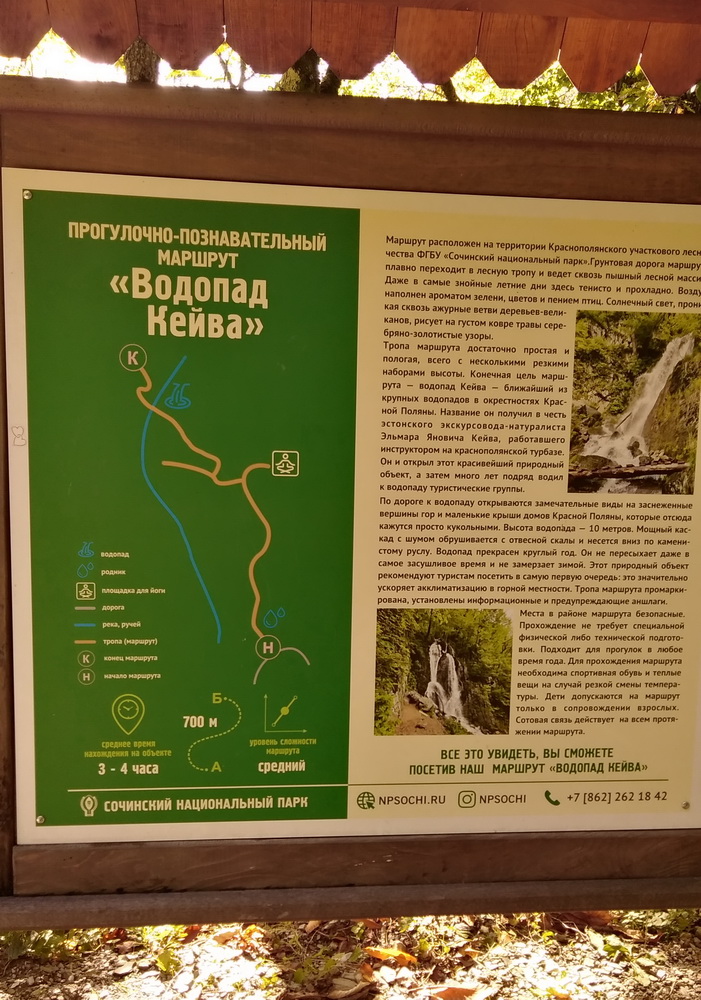 ПРОГУЛОЧНО-ПОЗНАВАТЕЛЬНЫЙ
МАРШРУТ
«Водопад
Кейва»
К
Н
водопад
родник
площадка для йоги
дорога
река, ручей
тропа (маршрут)
К конец маршрута
Н начало маршрута
среднее время
нахождения на объекте
3 - 4 часа
Б
700 м
А
уровень сложности
маршрута
средний
СОЧИНСКИЙ НАЦИОНАЛЬНЫЙ ПАРК
Маршрут расположен на территории Краснополянского участкового лесн
чества ФГБУ «Сочинский национальный парк».Грунтовая дорога маршру
плавно переходит в лесную тропу и ведет сквозь пышный лесной масси
Даже в самые знойные летние дни здесь тенисто и прохладно. Возду
наполнен ароматом зелени, цветов и пением птиц. Солнечный свет, прони
кая сквозь ажурные ветви деревьев-вели-
канов, рисует на густом ковре травы сере-
бряно-золотистые узоры.
Тропа маршрута достаточно простая и
пологая, всего с несколькими резкими
наборами высоты. Конечная цель марш-
рута — водопад Кейва — ближайший из
крупных водопадов в окрестностях Крас-
ной Поляны. Название он получил в честь
эстонского экскурсовода-натуралиста
Эльмара Яновича Кейва, работавшего
инструктором на краснополянской турбазе.
Он и открыл этот красивейший природный
объект, а затем много лет подряд водил
к водопаду туристические группы.
По дороге к водопаду открываются замечательные виды на заснеженные
вершины гор и маленькие крыши домов Красной Поляны, которые отсюда
кажутся просто кукольными. Высота водопада — 10 метров. Мощный кас-
кад с шумом обрушивается с отвесной скалы и несется вниз по камени-
стому руслу. Водопад прекрасен круглый год. Он не пересыхает даже в
самое засушливое время и не замерзает зимой. Этот природный объект
рекомендуют туристам посетить в самую первую очередь: это значительно
ускоряет акклиматизацию в горной местности. Тропа маршрута промарки-
рована, установлены информационные и предупреждающие аншлаги.
Места в районе маршрута безопасные.
Прохождение не требует специальной
физической либо технической подготов-
ки. Подходит для прогулок в любое
время года. Для прохождения маршрута
необходима спортивная обувь и теплые
вещи на случай резкой смены темпера-
туры. Дети допускаются на маршрут
только в сопровождении взрослых.
Сотовая связь действует на всем протя-
жении маршрута.
ВСЕ ЭТО УВИДЕТЬ, ВЫ СМОЖЕТЕ
ПОСЕТИВ НАШ МАРШРУТ «ВОДОПАД КЕЙВА»
NPSOCHI.RU NPSOCHI +7 [862] 262 18 42